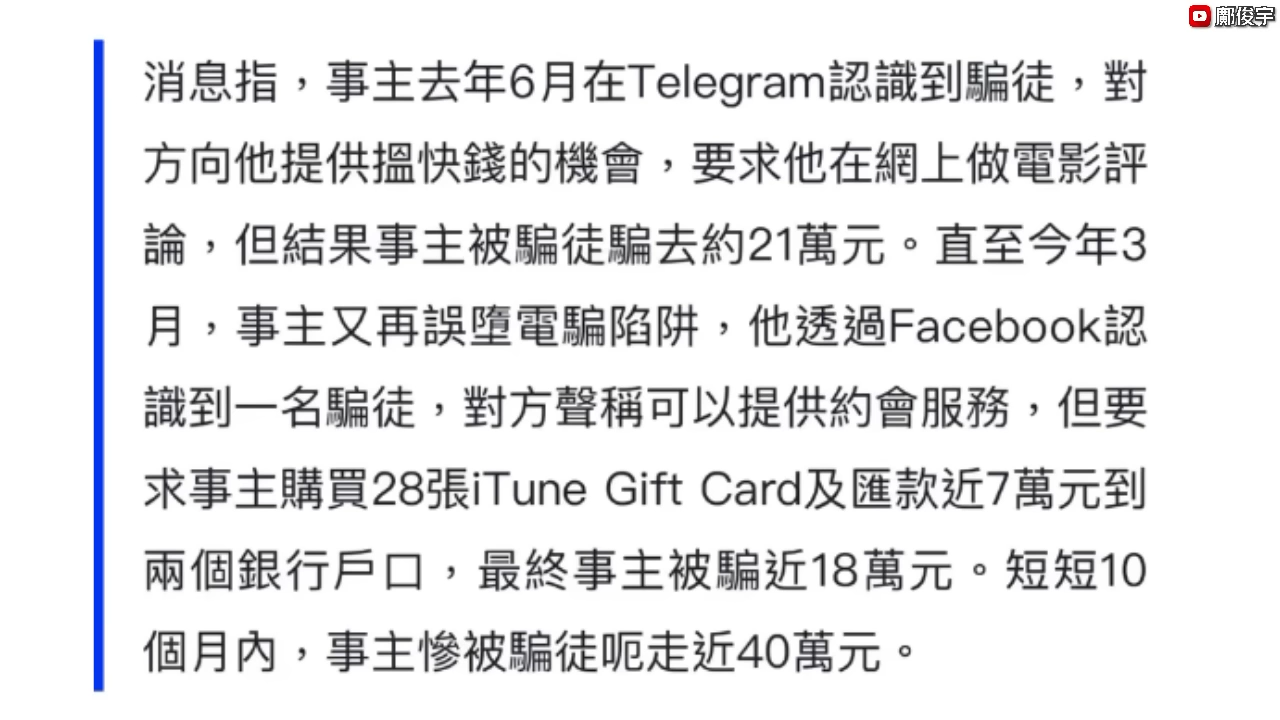 鄺俊宇
消息指，事主去年6月在Telegram認識到騙徒，對
方向他提供搵快錢的機會，要求他在網上做電影評
論，但結果事主被騙徒騙去約21萬元。直至今年3
月，事主又再誤墮電騙陷阱，他透過Facebook認
識到一名騙徒，對方聲稱可以提供約會服務，但要
求事主購買28張iTune Gift Card及匯款近7萬元到
兩個銀行戶口，最終事主被騙近18萬元。短短10
個月內，事主慘被騙徒呃走近40萬元。